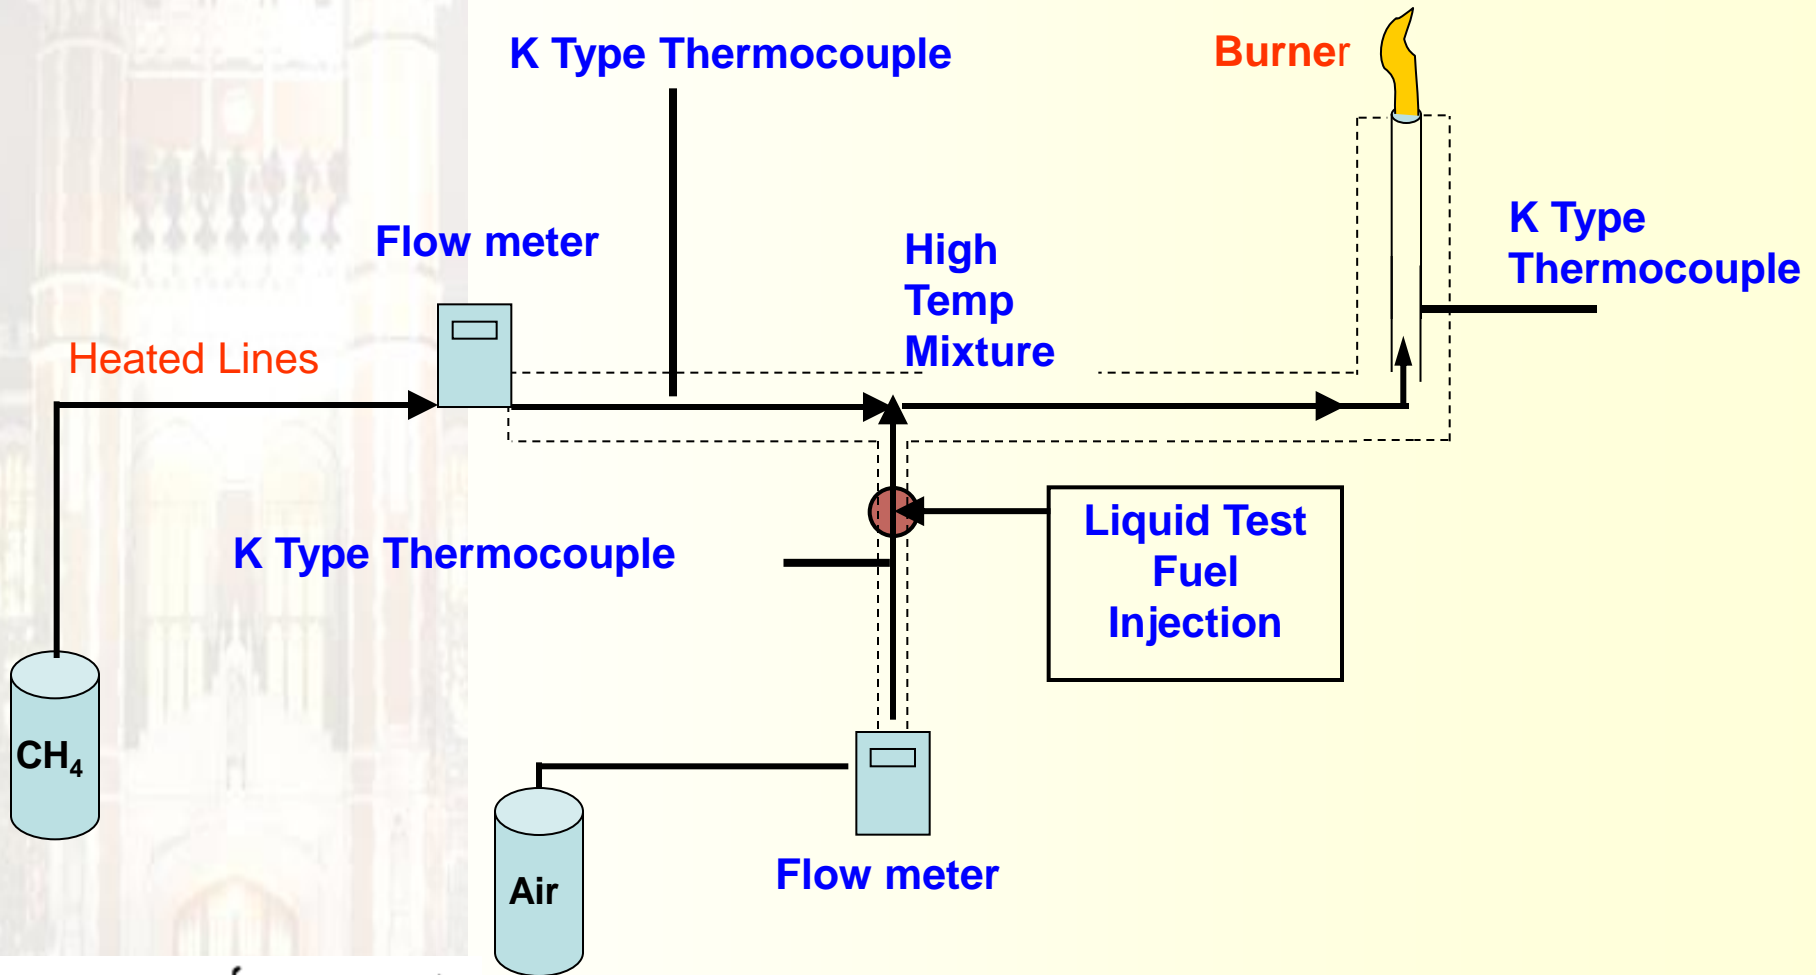 K Type Thermocouple
Burner
K Type
Thermocouple
Flow meter
High
Temp
Mixture
Heated Lines
Liquid Test
Fuel
Injection
K Type Thermocouple
CH₄
Air
Flow meter